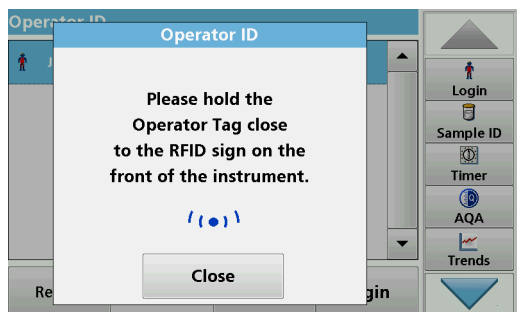 Operator ID
Operator ID
Please hold the
Operator Tag close
to the RFID sign on the
front of the instrument.
Close
Login
Sample ID
Timer
AQA
Trends